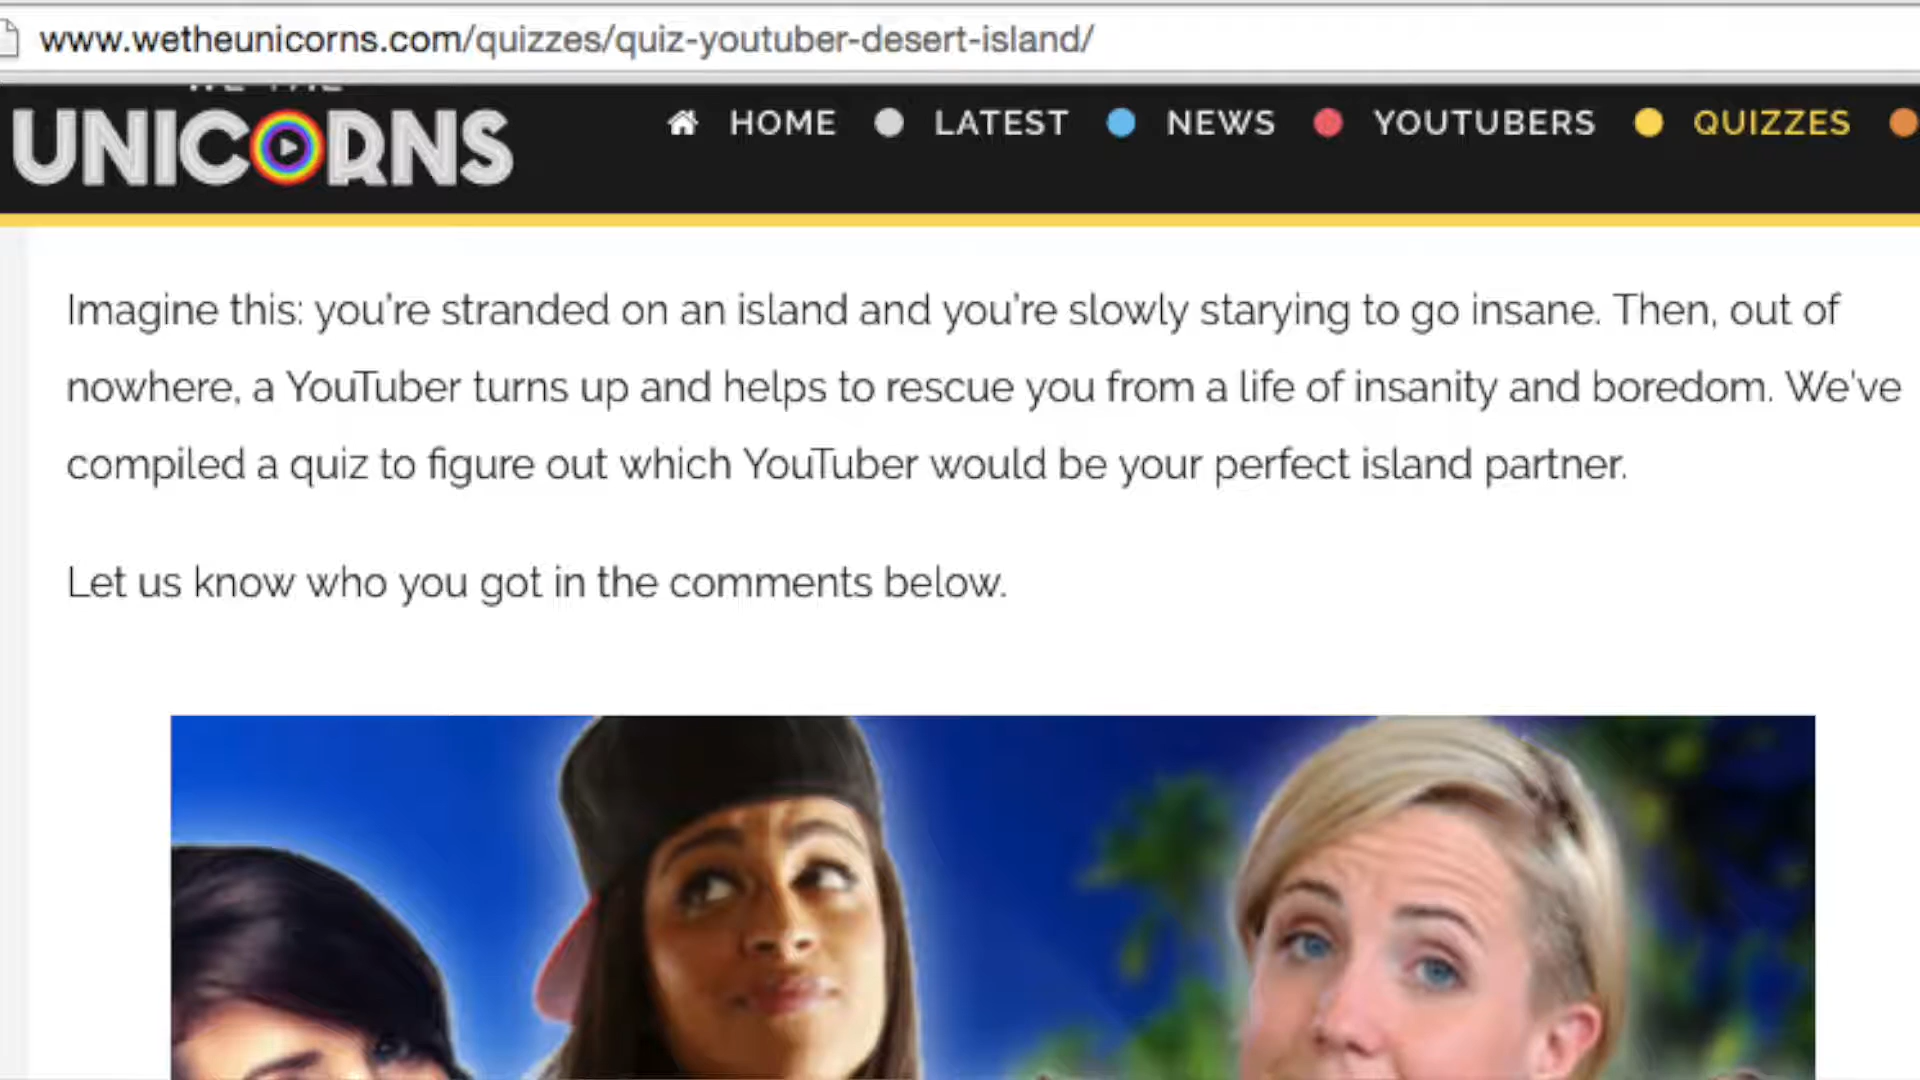 www.wetheunicorns.com/quizzes/quiz-youtuber-desert-island/
UNICORNS
HOME LATEST NEWS YOUTUBERS QUIZZES
Imagine this: you're stranded on an island and you're slowly starying to go insane. Then, out of
nowhere, a YouTuber turns up and helps to rescue you from a life of insanity and boredom. We've
compiled a quiz to figure out which YouTuber would be your perfect island partner.
Let us know who you got in the comments below.